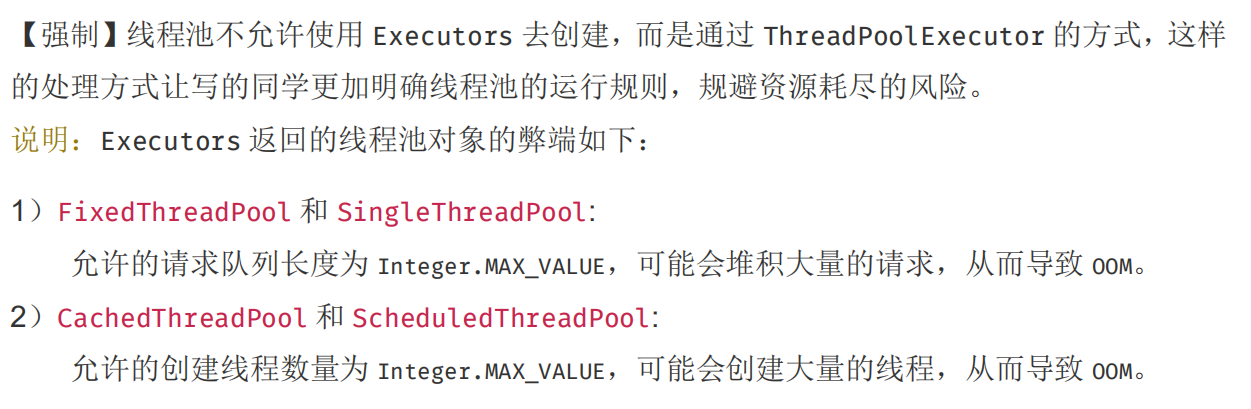 【强制】线程池不允许使用 Executors 去创建，而是通过 ThreadPoolExecutor 的方式，这样
的处理方式让写的同学更加明确线程池的运行规则，规避资源耗尽的风险。
说明：Executors 返回的线程池对象的弊端如下：
1）FixedThreadPool 和 SingleThreadPool:
允许的请求队列长度为 Integer.MAX_VALUE，可能会堆积大量的请求，从而导致 OOM。
2）CachedThreadPool 和 ScheduledThreadPool:
允许的创建线程数量为 Integer.MAX_VALUE，可能会创建大量的线程，从而导致 OOM。